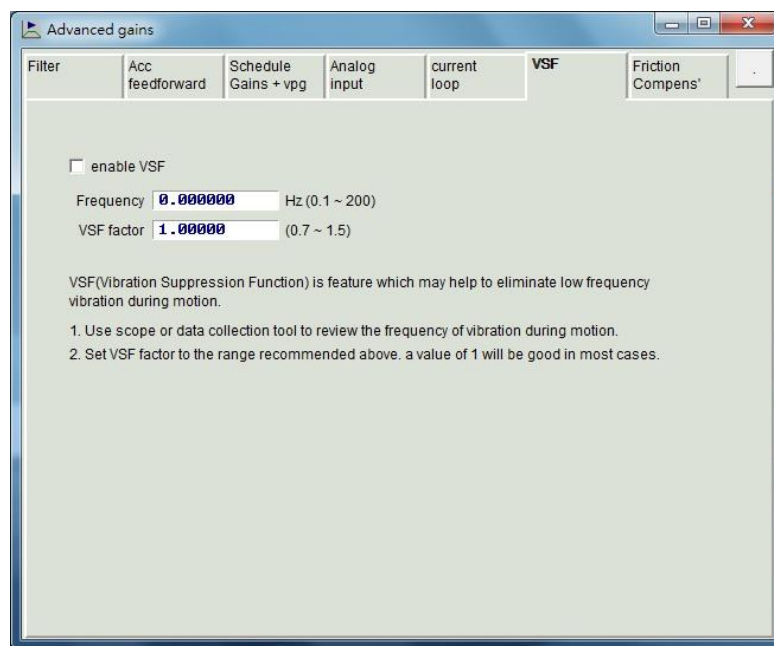 Advanced gains
Filter
Acc
feedforward
Schedule
Gains + vpg
Analog
input
current
loop
VSF
Friction
Compens'
.
enable VSF
Frequency 0.000000 Hz (0.1 ~ 200)
VSF factor 1.00000 (0.7 ~ 1.5)
VSF(Vibration Suppression Function) is feature which may help to eliminate low frequency
vibration during motion.
1. Use scope or data collection tool to review the frequency of vibration during motion.
2. Set VSF factor to the range recommended above. a value of 1 will be good in most cases.